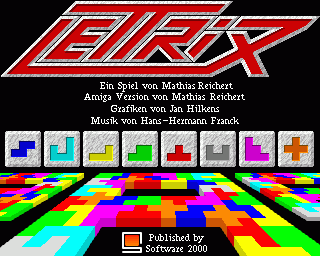 LETTRIX
Ein Spiel von Mathias Reichert
Amiga Version von Mathias Reichert
Grafiken von Jan Hilkens
Musik von Hans-Hermann Franck
Published by
Software 2000